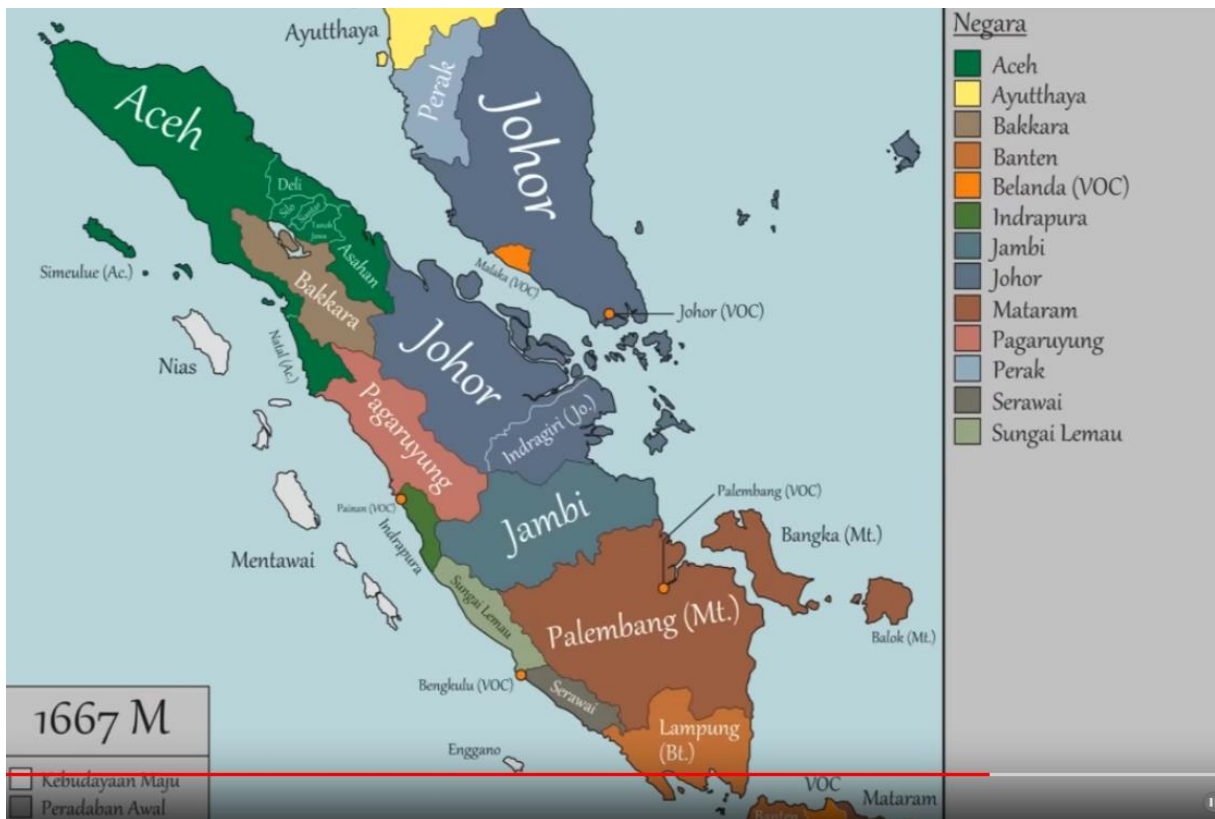 Ayutthaya
Perak
Johor
Aceh
Deli
Tanah
Jawa
Asahan
Simeulue (Ac.)
Bakkara
Malaka (VOC)
Johor (VOC)
Nias
Natal (Ac.)
Johor
Pagaruyung
Indragiri (Jo.)
Painan (VOC)
Indrapura
Jambi
Palembang (VOC)
Bangka (Mt.)
Mentawai
Sungai Lemau
Palembang (Mt.)
Balok (Mt.)
Bengkulu (VOC)
Serawai
Lampung
(Bt.)
Enggano
VOC
Mataram
Banten
Negara
Aceh
Ayutthaya
Bakkara
Banten
Belanda (VOC)
Indrapura
Jambi
Johor
Mataram
Pagaruyung
Perak
Serawai
Sungai Lemau
1667 M
Kebudayaan Maju
Peradaban Awal